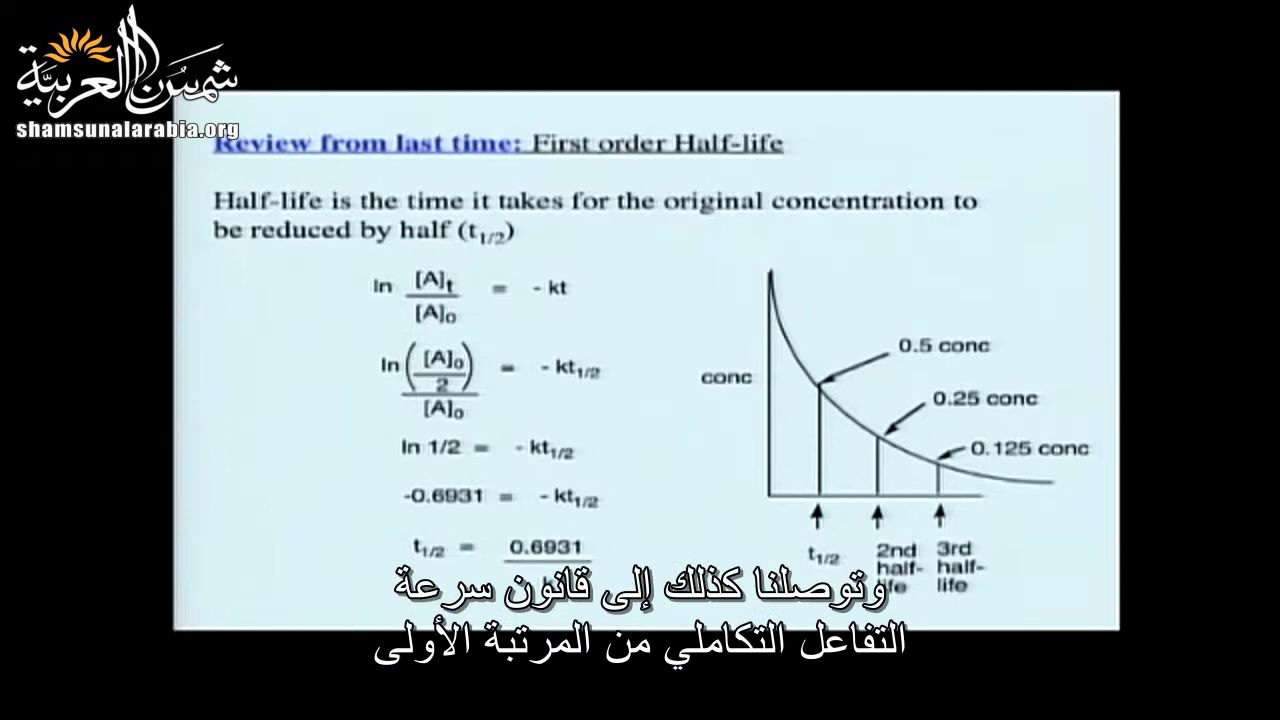 شمس العربية
shamsunalarabia.org
Review from last time: First order Half-life
Half-life is the time it takes for the original concentration to
be reduced by half (t1/2)
ln [A]t / [A]o = - kt
ln ([A]o / 2) / [A]o = - kt1/2
ln 1/2 = - kt1/2
-0.6931 = - kt1/2
t1/2 = 0.6931
conc
0.5 conc
0.25 conc
0.125 conc
t1/2
2nd
half-
life
3rd
half-
life
وتوصلنا كذلك إلى قانون سرعة
التفاعل التكاملي من المرتبة الأولى